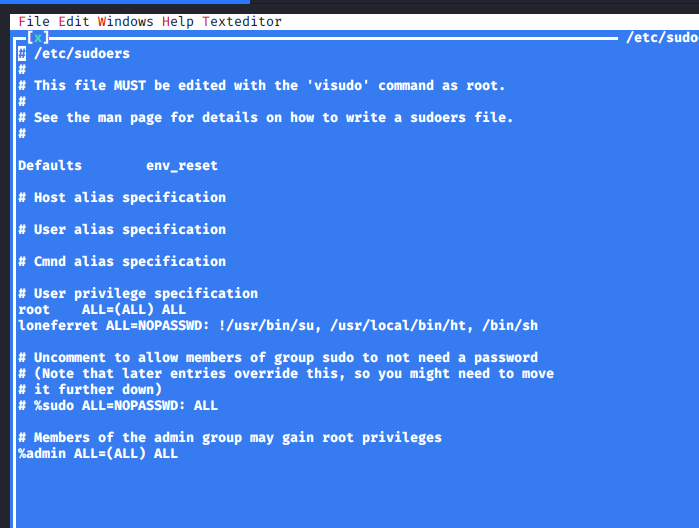 File Edit Windows Help Texteditor
[x] /etc/sudo
# /etc/sudoers
#
# This file MUST be edited with the 'visudo' command as root.
#
# See the man page for details on how to write a sudoers file.
#
Defaults        env_reset
# Host alias specification
# User alias specification
# Cmnd alias specification
# User privilege specification
root    ALL=(ALL) ALL
loneferret ALL=NOPASSWD: !/usr/bin/su, /usr/local/bin/ht, /bin/sh
# Uncomment to allow members of group sudo to not need a password
# (Note that later entries override this, so you might need to move
# it further down)
# %sudo ALL=NOPASSWD: ALL
# Members of the admin group may gain root privileges
%admin ALL=(ALL) ALL